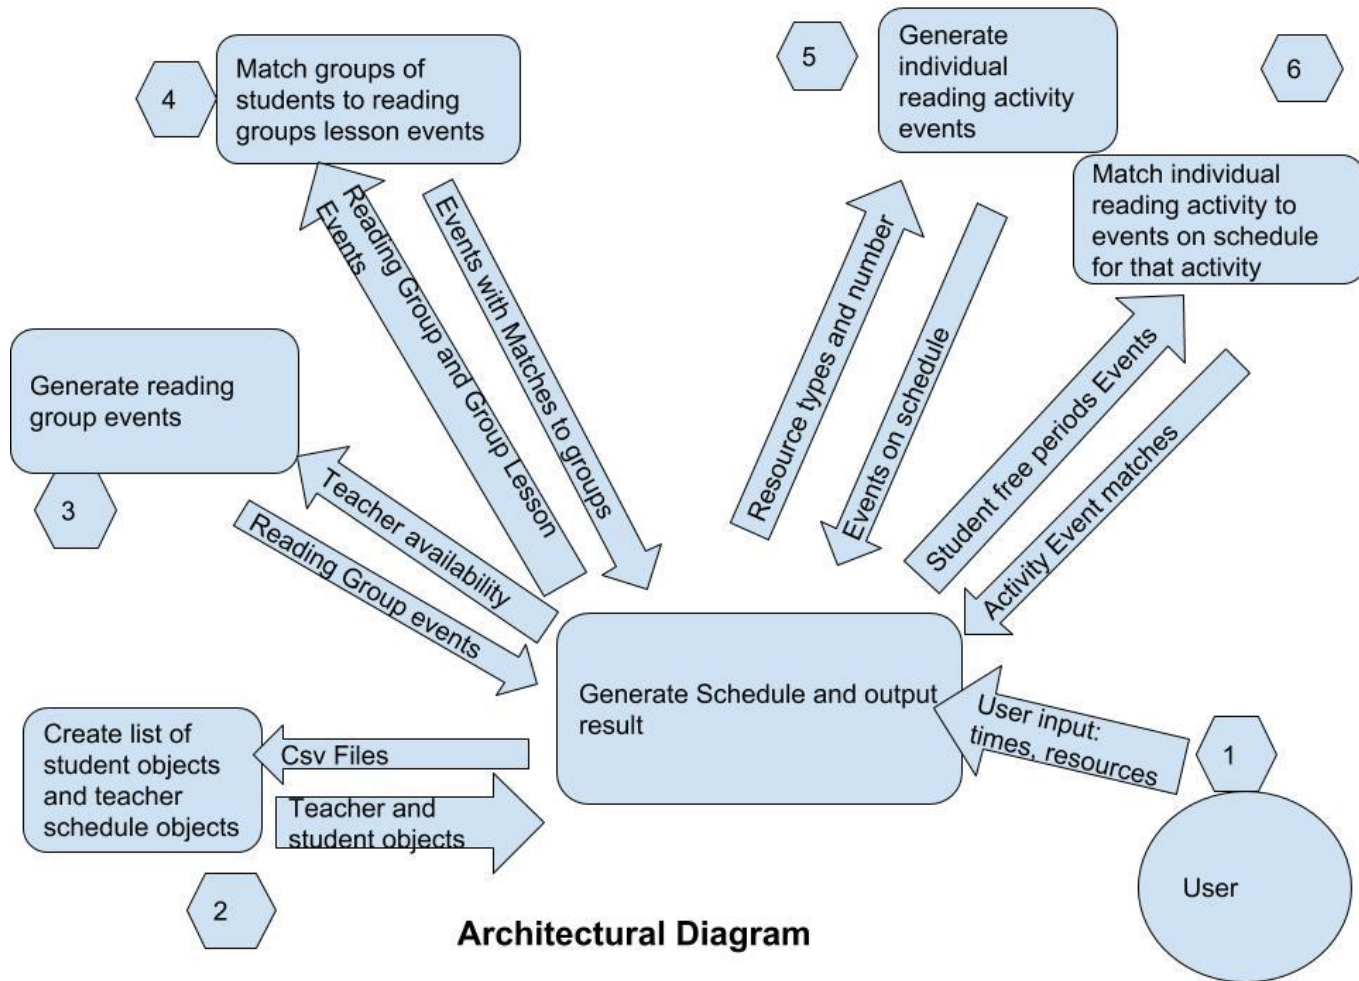 4
Match groups of
students to reading
groups lesson events
5
Generate
individual
reading activity
events
6
Match individual
reading activity to
events on schedule
for that activity
Reading Group and Group Lesson
Events
Events with Matches to groups
Resource types and number
Events on schedule
Student free periods Events
Activity Event matches
Generate reading
group events
3
Teacher availability
Reading Group events
Create list of
student objects
and teacher
schedule objects
2
Csv Files
Teacher and
student objects
Generate Schedule and output
result
User input:
times, resources
1
User
Architectural Diagram